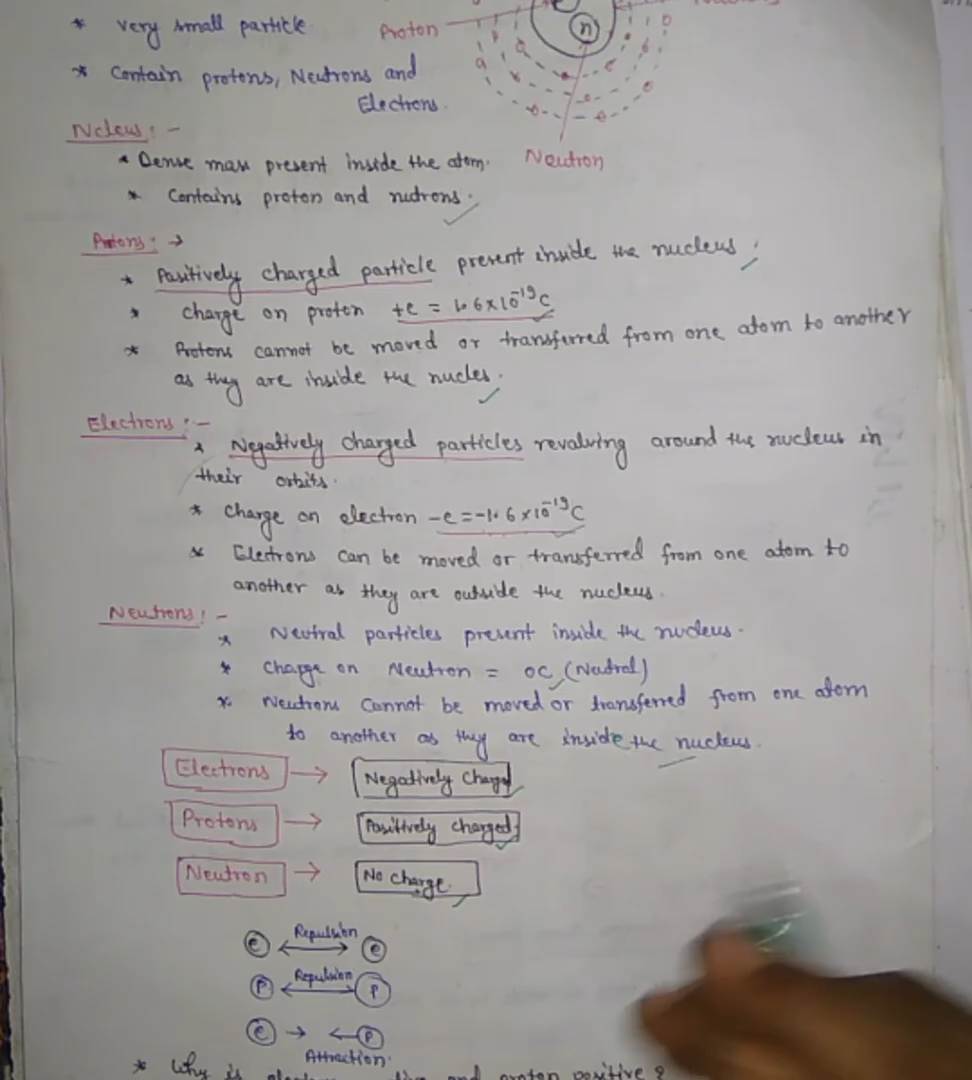 * very small particle.
Proton
n
* Contain protons, Neutrons and
Electrons.
Neutron
Ncleus: -
* Dense mass present inside the atom.
* Contains proton and nutrons.
Protons: →
* Positively charged particle present inside the nucleus.
* charge on proton +e = 1.6×10⁻¹⁹C
* Protons cannot be moved or transferred from one atom to another
as they are inside the nucles.
Electrons: -
* Negatively charged particles revolving around the nucleus in
their orbits.
* Charge on electron -e = -1.6×10⁻¹⁹C
* Electrons can be moved or transferred from one atom to
another as they are outside the nucleus.
Neutrons: -
* Neutral particles present inside the nucleus.
* Charge on Neutron = 0C (Neutral)
* Neutrons Cannot be moved or transferred from one atom
to another as they are inside the nucleus.
Electrons → Negatively Charged
Protons → Positively charged
Neutron → No charge.
e Repulsion e
P Repulsion P
e → ← P
Attraction.
* Why is and proton positive?